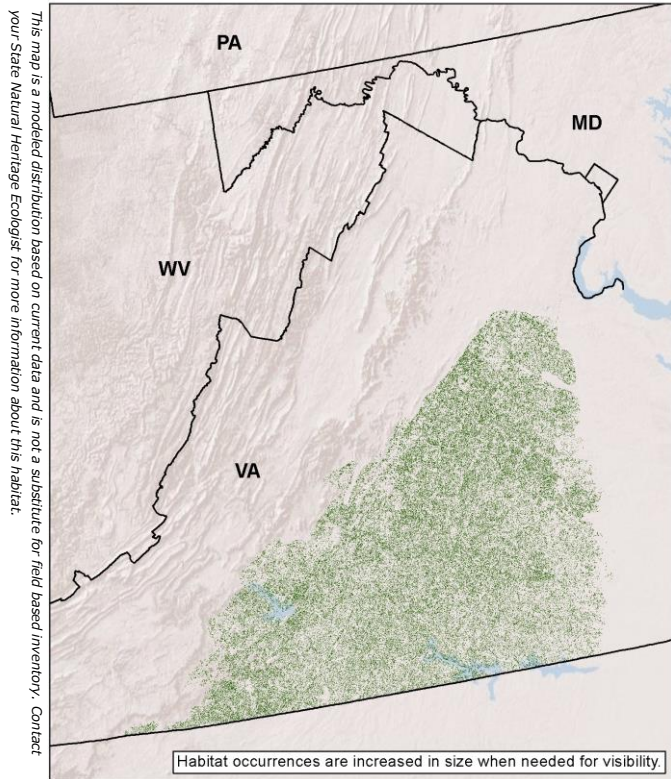 PA
MD
WV
VA
Habitat occurrences are increased in size when needed for visibility.
This map is a modeled distribution based on current data and is not a substitute for field based inventory. Contact
your State Natural Heritage Ecologist for more information about this habitat.